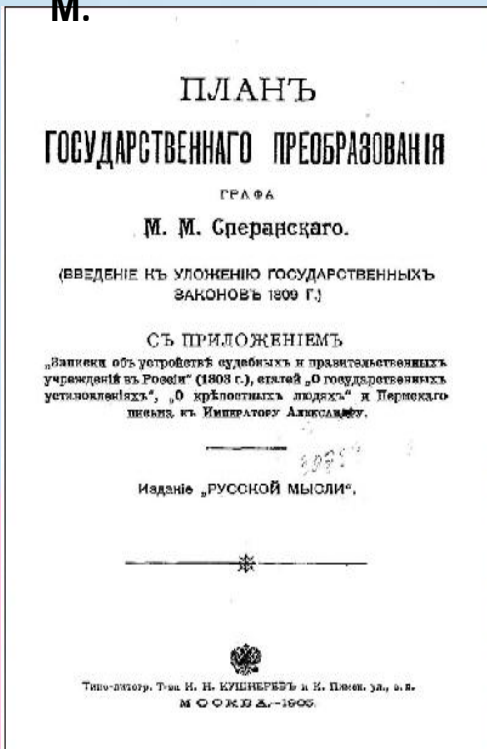 М.
ПЛАНЪ
ГОСУДАРСТВЕННАГО ПРЕОБРАЗОВАНІЯ
ГРАФА
М. М. Сперанскаго.
(ВВЕДЕНІЕ КЪ УЛОЖЕНІЮ ГОСУДАРСТВЕННЫХЪ
ЗАКОНОВЪ 1809 Г.)
СЪ ПРИЛОЖЕНІЕМЪ
„Записки объ устройствѣ судебныхъ и правительственныхъ
учрежденій въ Россіи“ (1803 г.), статей „О государственныхъ
установленіяхъ“, „О крѣпостныхъ людяхъ“ и Пермскаго
письма къ Императору Александру.
Изданіе „РУССКОЙ МЫСЛИ“.
Типо-литогр. Т-ва И. Н. КУШНЕРЕВЪ и К. Пимен. ул., с. д.
МОСКВА.—1905.